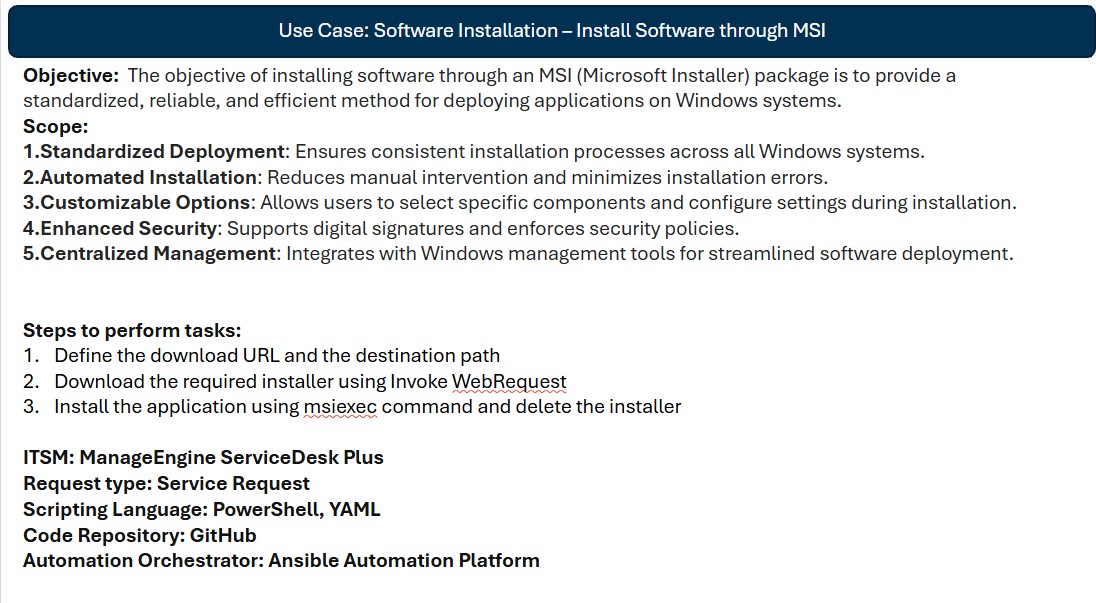 Use Case: Software Installation – Install Software through MSI
Objective: The objective of installing software through an MSI (Microsoft Installer) package is to provide a
standardized, reliable, and efficient method for deploying applications on Windows systems.
Scope:
1.Standardized Deployment: Ensures consistent installation processes across all Windows systems.
2.Automated Installation: Reduces manual intervention and minimizes installation errors.
3.Customizable Options: Allows users to select specific components and configure settings during installation.
4.Enhanced Security: Supports digital signatures and enforces security policies.
5.Centralized Management: Integrates with Windows management tools for streamlined software deployment.
Steps to perform tasks:
1. Define the download URL and the destination path
2. Download the required installer using Invoke WebRequest
3. Install the application using msiexec command and delete the installer
ITSM: ManageEngine ServiceDesk Plus
Request type: Service Request
Scripting Language: PowerShell, YAML
Code Repository: GitHub
Automation Orchestrator: Ansible Automation Platform